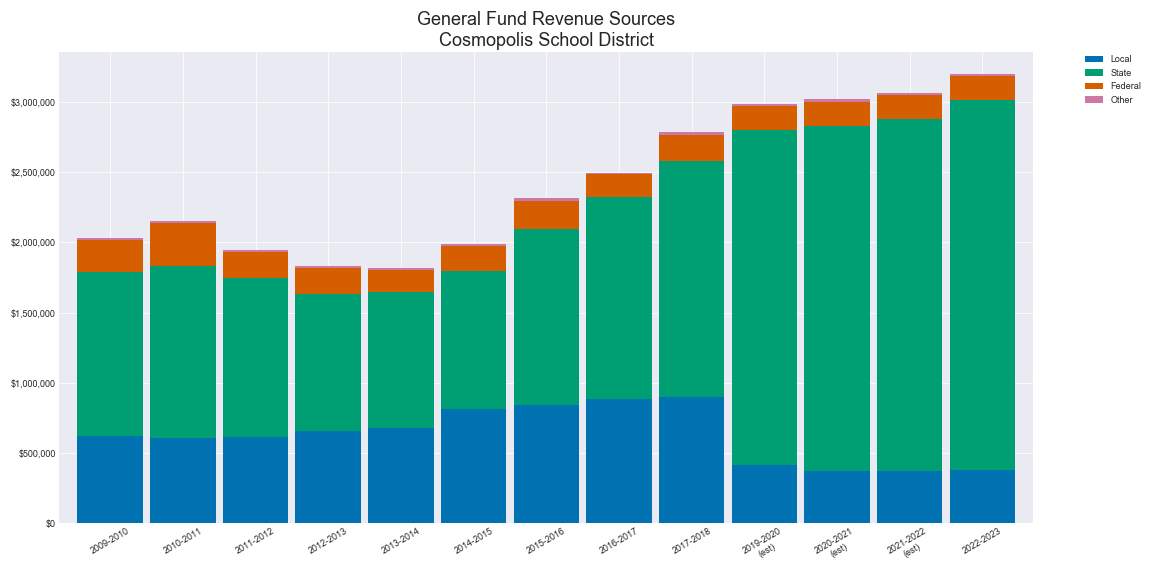 General Fund Revenue Sources
Cosmopolis School District
Local
State
Federal
Other
$3,000,000
$2,500,000
$2,000,000
$1,500,000
$1,000,000
$500,000
$0
2009-2010
2010-2011
2011-2012
2012-2013
2013-2014
2014-2015
2015-2016
2016-2017
2017-2018
2019-2020
(est)
2020-2021
(est)
2021-2022
(est)
2022-2023